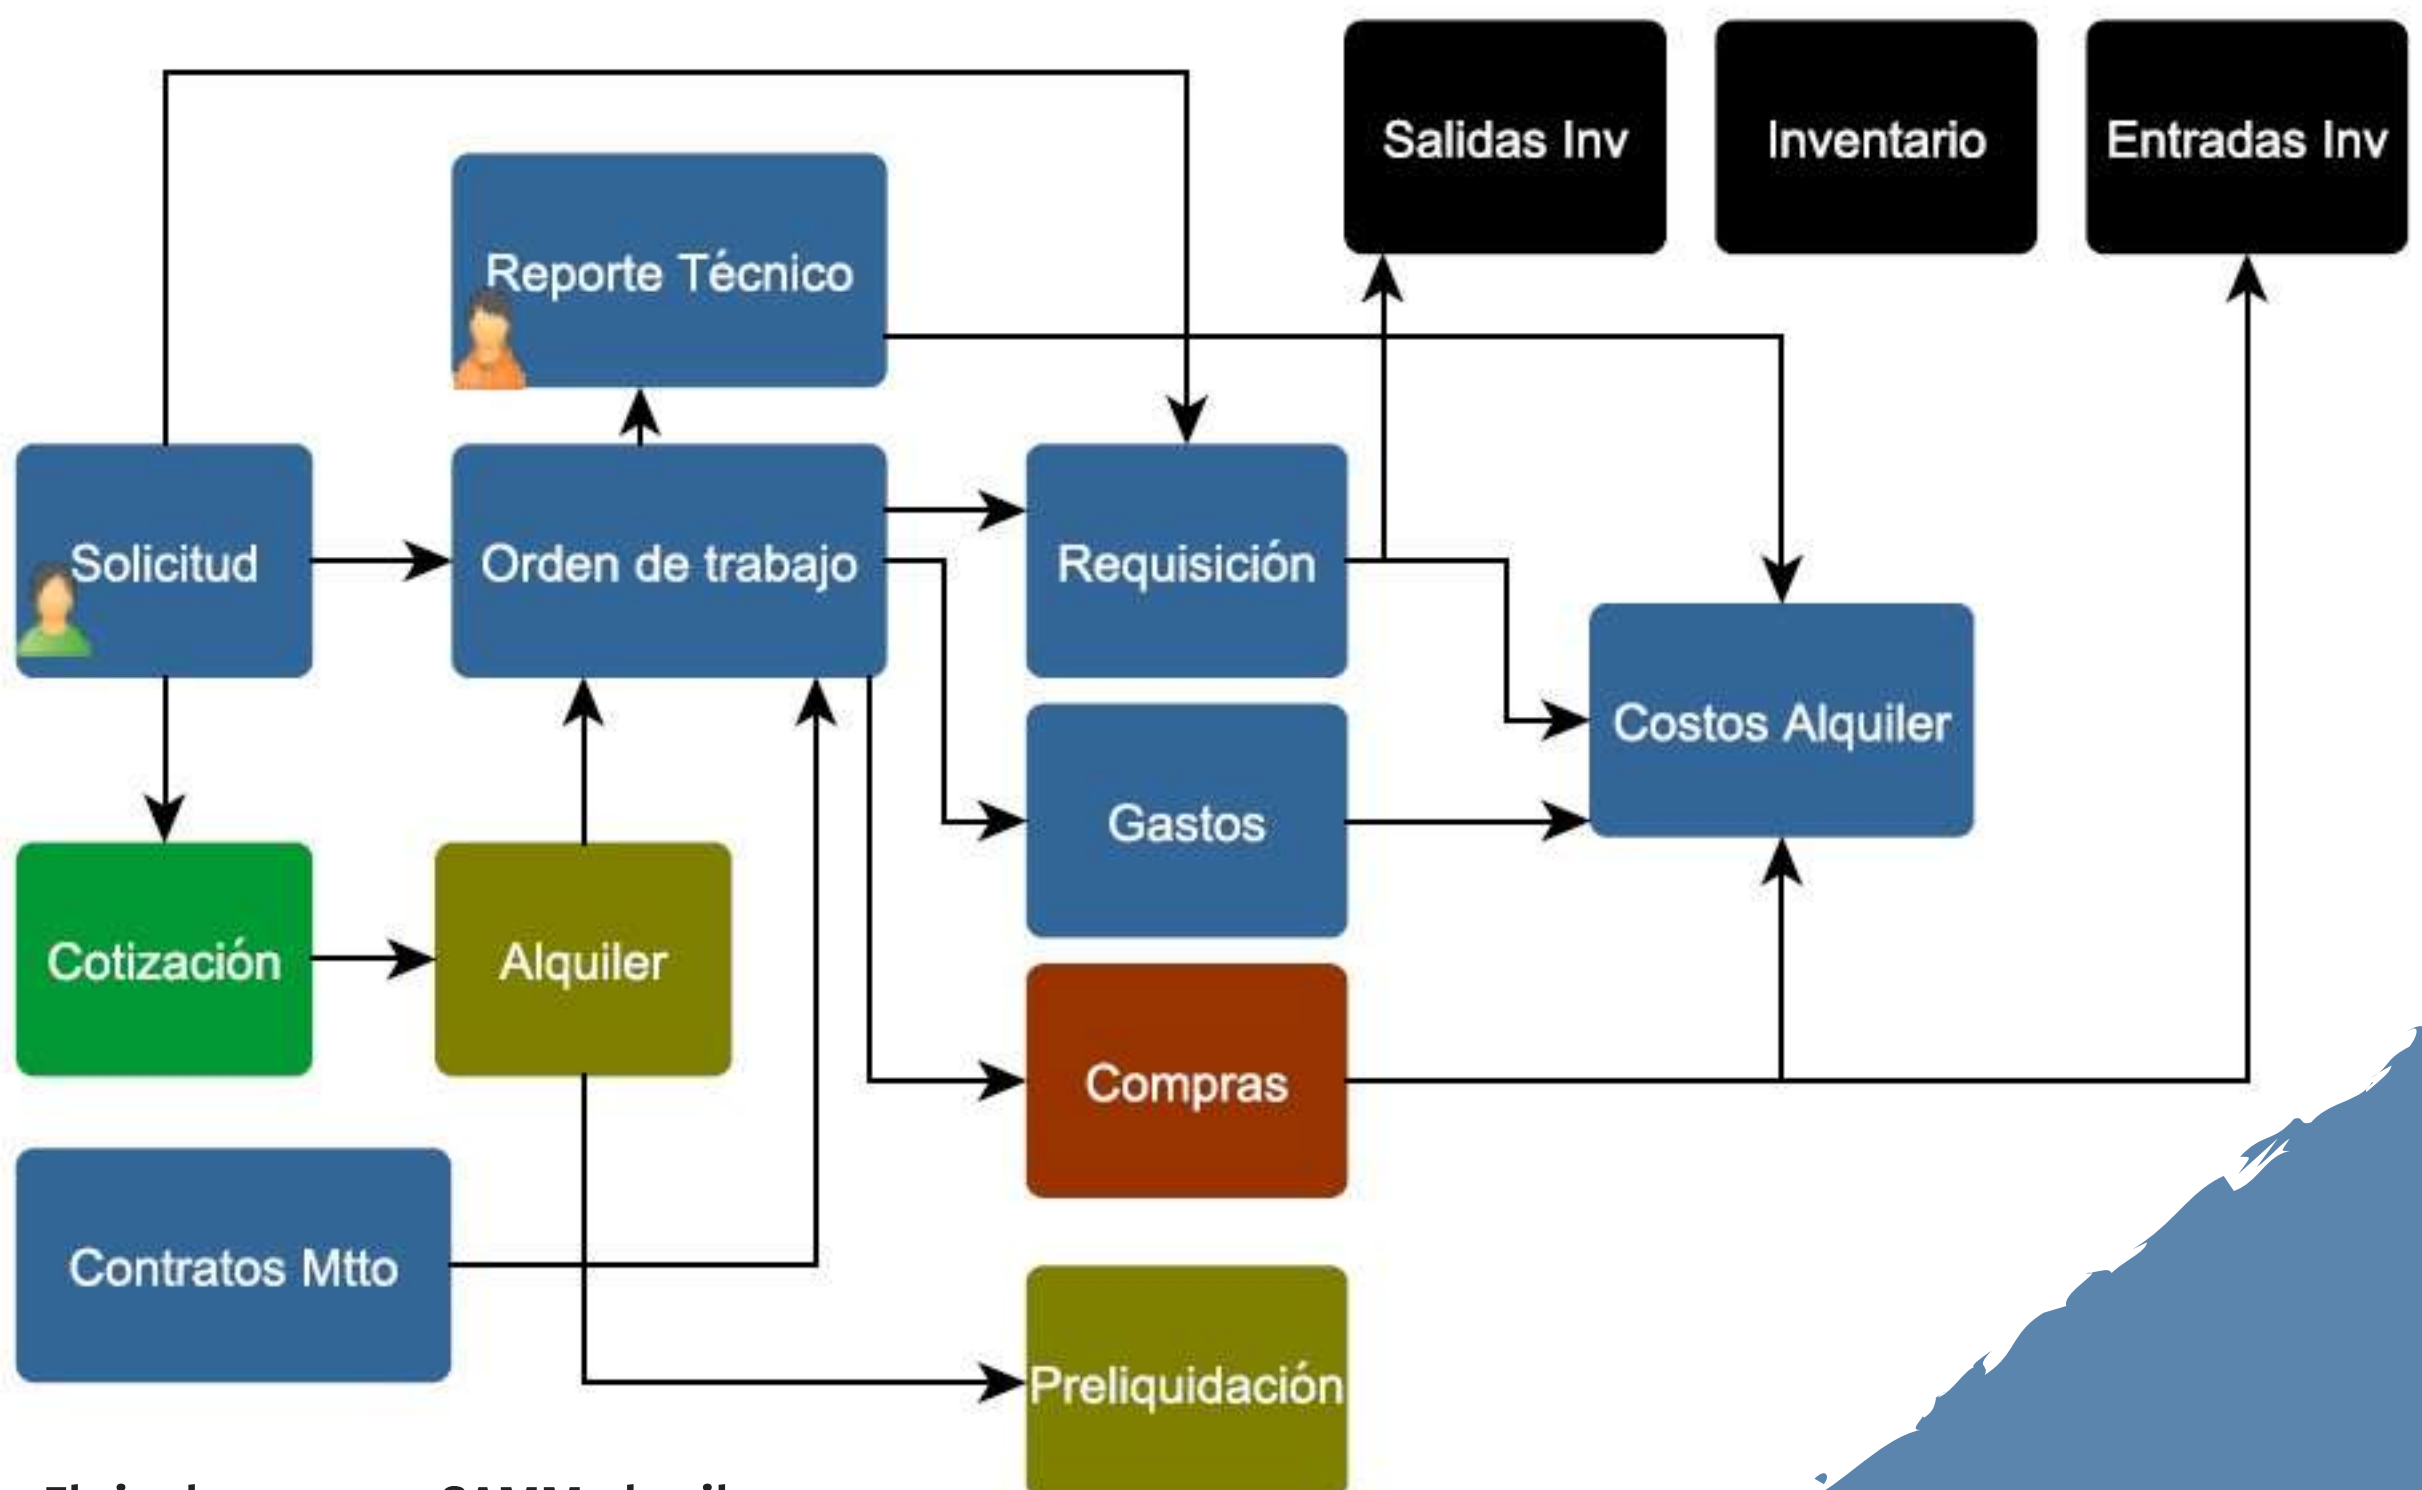 Salidas Inv
Inventario
Entradas Inv
Reporte Técnico
Solicitud
Orden de trabajo
Requisición
Costos Alquiler
Gastos
Cotización
Alquiler
Compras
Contratos Mtto
Preliquidación